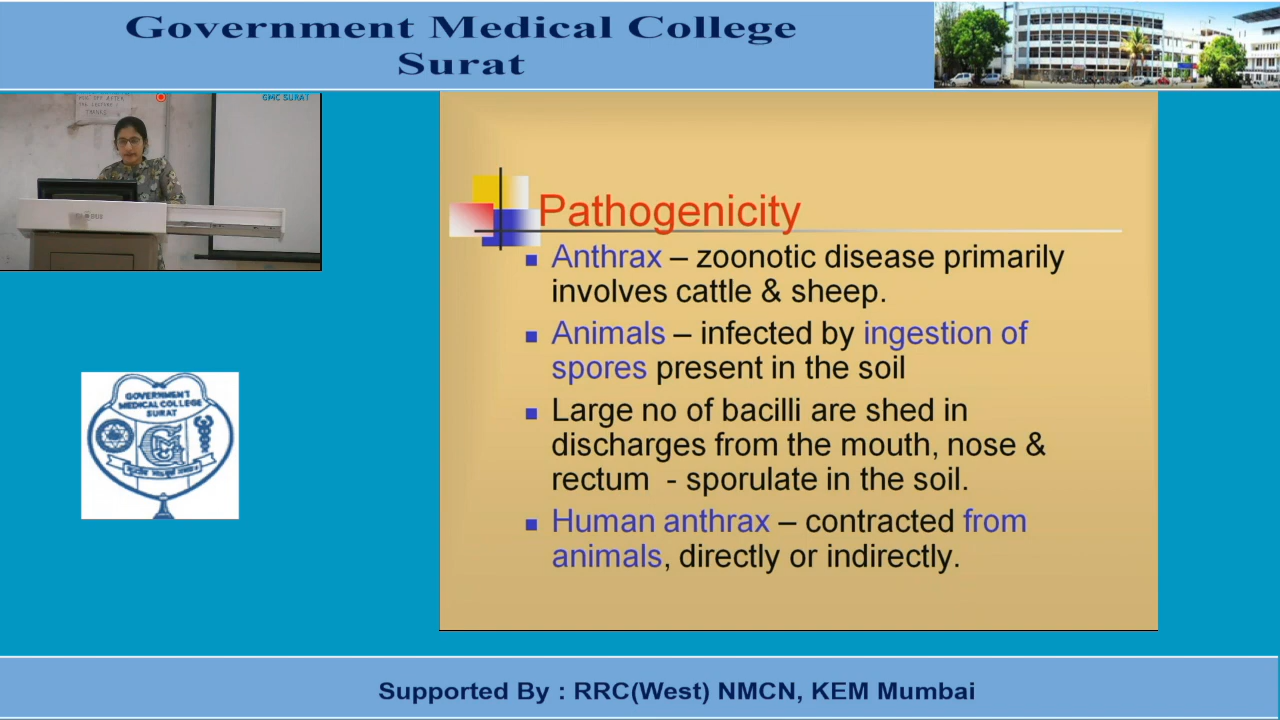 Government Medical College
Surat
GMC SURAT
Pathogenicity
Anthrax – zoonotic disease primarily
involves cattle & sheep.
Animals – infected by ingestion of
spores present in the soil
Large no of bacilli are shed in
discharges from the mouth, nose &
rectum - sporulate in the soil.
Human anthrax – contracted from
animals, directly or indirectly.
GOVERNMENT
MEDICAL COLLEGE
SURAT
Supported By : RRC(West) NMCN, KEM Mumbai